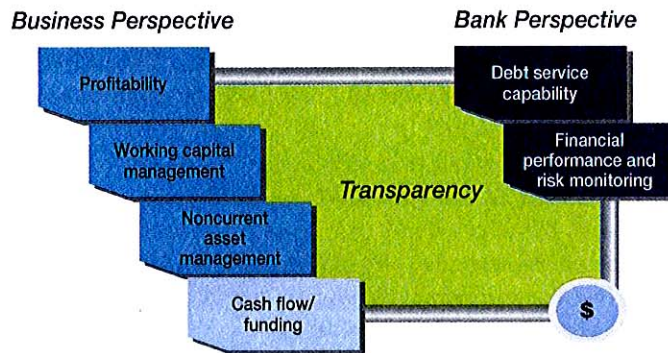 Business Perspective
Bank Perspective
Profitability
Debt service
capability
Working capital
management
Financial
performance and
risk monitoring
Transparency
Noncurrent
asset
management
Cash flow/
funding
$